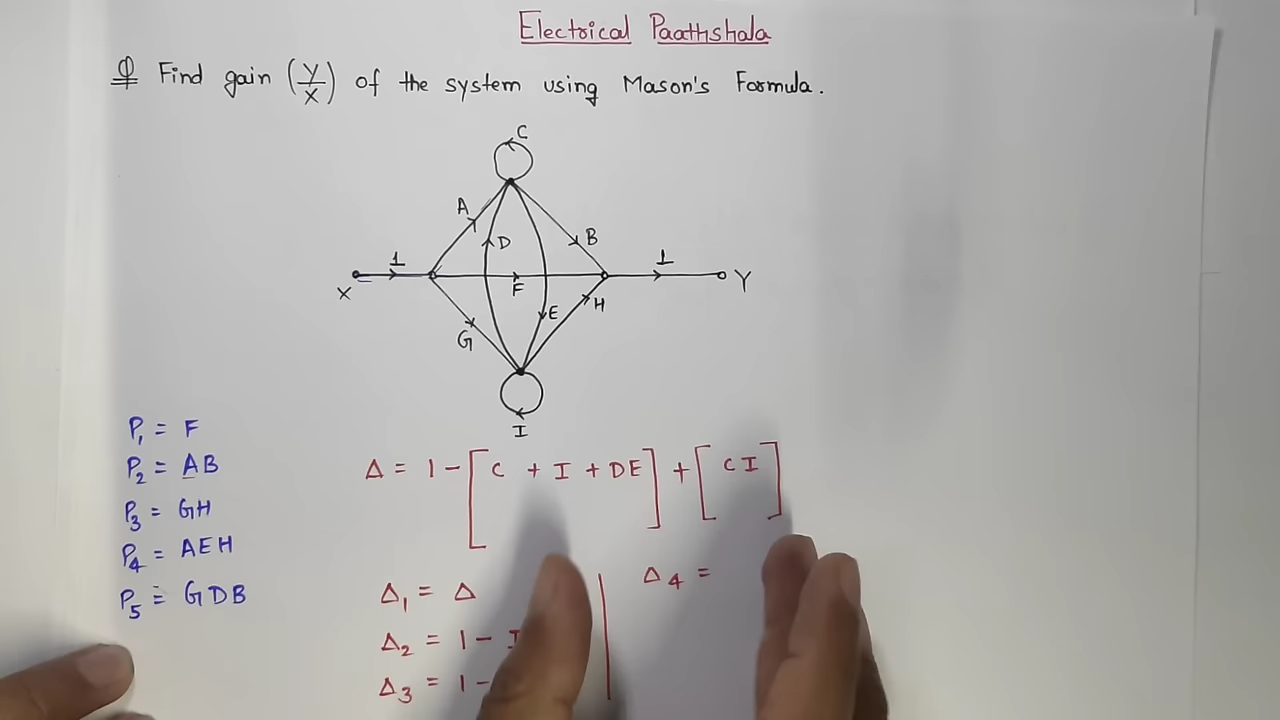 Electrical Paathshala
Q Find gain (Y/X) of the system using Mason's Formula.
C
A
D
B
1
1
X
F
Y
E
H
G
I
P1 = F
P2 = AB
P3 = GH
P4 = AEH
P5 = GDB
Δ = 1 - [C + I + DE] + [CI]
Δ1 = Δ
Δ2 = 1 - I
Δ3 = 1 -
Δ4 =